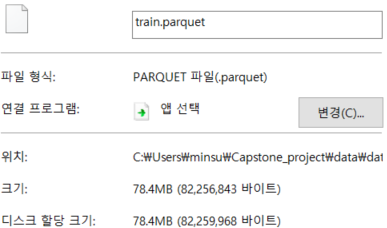 train.parquet
파일 형식: PARQUET 파일(.parquet)
연결 프로그램: 앱 선택 변경(C)...
위치: C:₩Users₩minsu₩Capstone_project₩data₩dat
크기: 78.4MB (82,256,843 바이트)
디스크 할당 크기: 78.4MB (82,259,968 바이트)